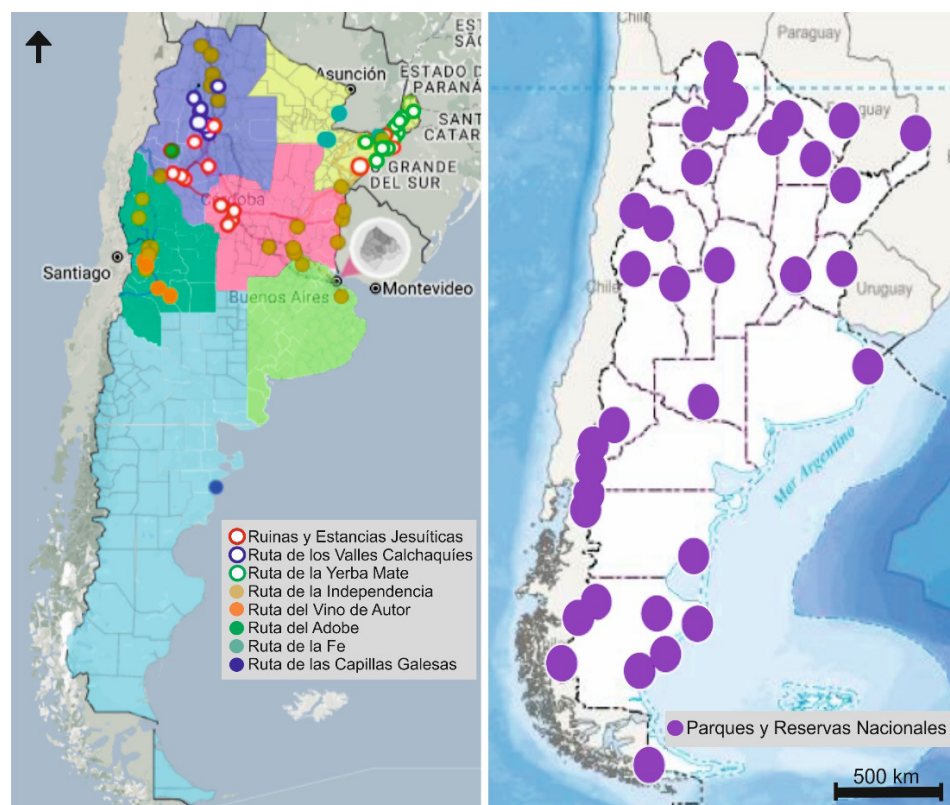 Asunción
ESTADO D
PARANÁ
SANT
CATAR
GRANDE
DEL SUR
Córdoba
Santiago
Buenos Aires
Montevideo
Ruinas y Estancias Jesuíticas
Ruta de los Valles Calchaquíes
Ruta de la Yerba Mate
Ruta de la Independencia
Ruta del Vino de Autor
Ruta del Adobe
Ruta de la Fe
Ruta de las Capillas Galesas
Chile
Paraguay
Chile
Uruguay
Mar Argentino
Parques y Reservas Nacionales
500 km